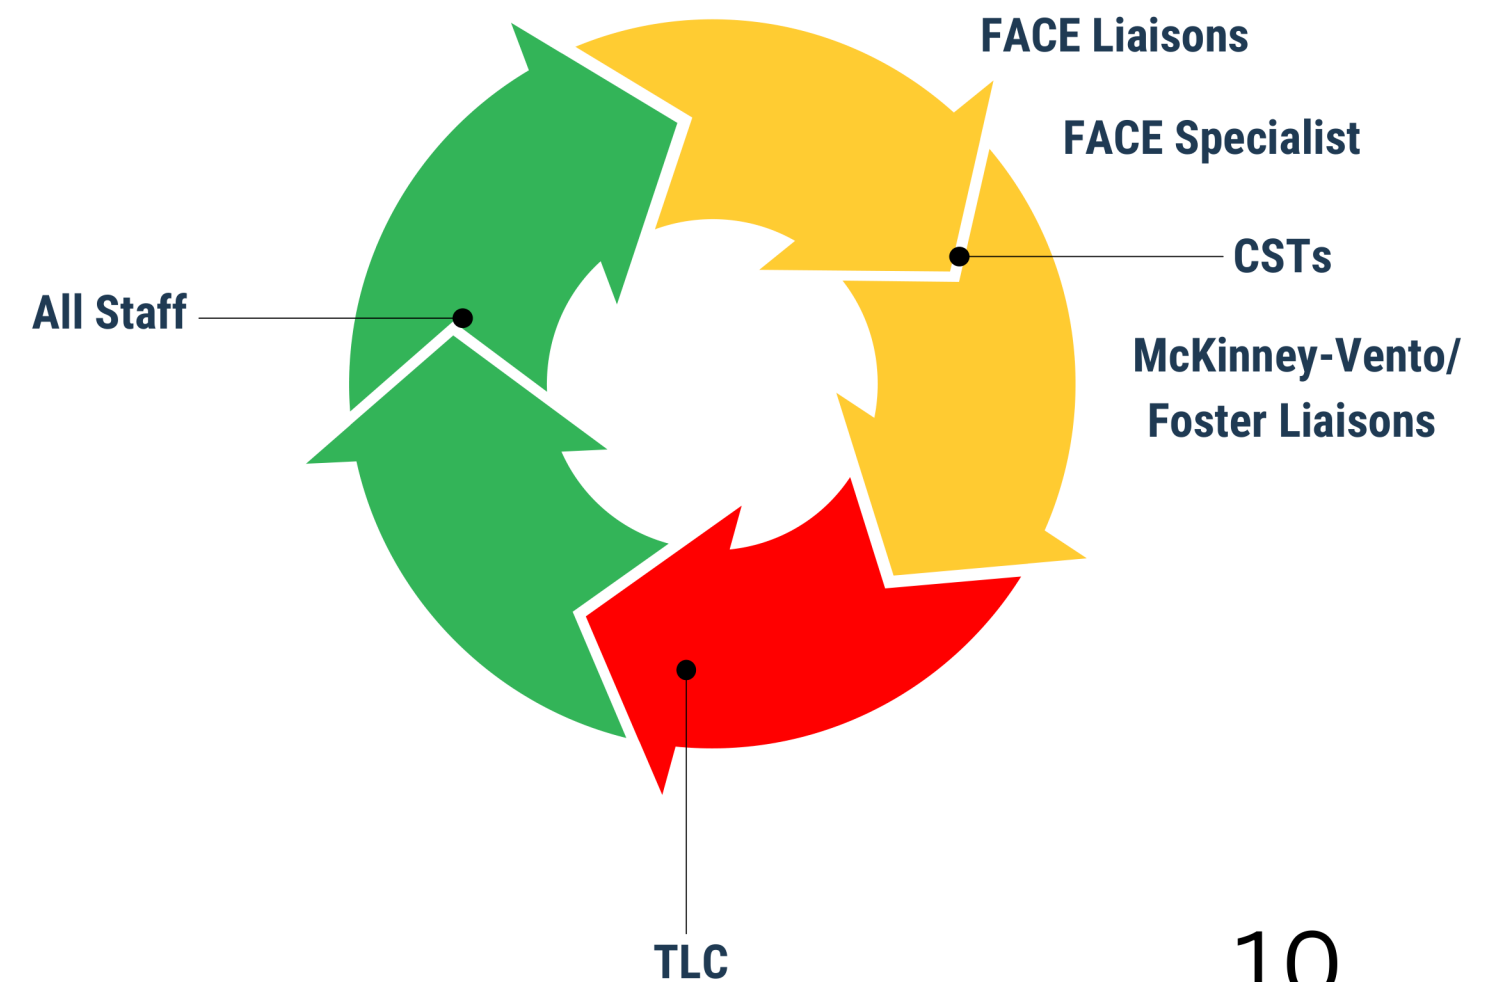 FACE Liaisons
FACE Specialist
CSTs
All Staff
McKinney-Vento/
Foster Liaisons
TLC
10